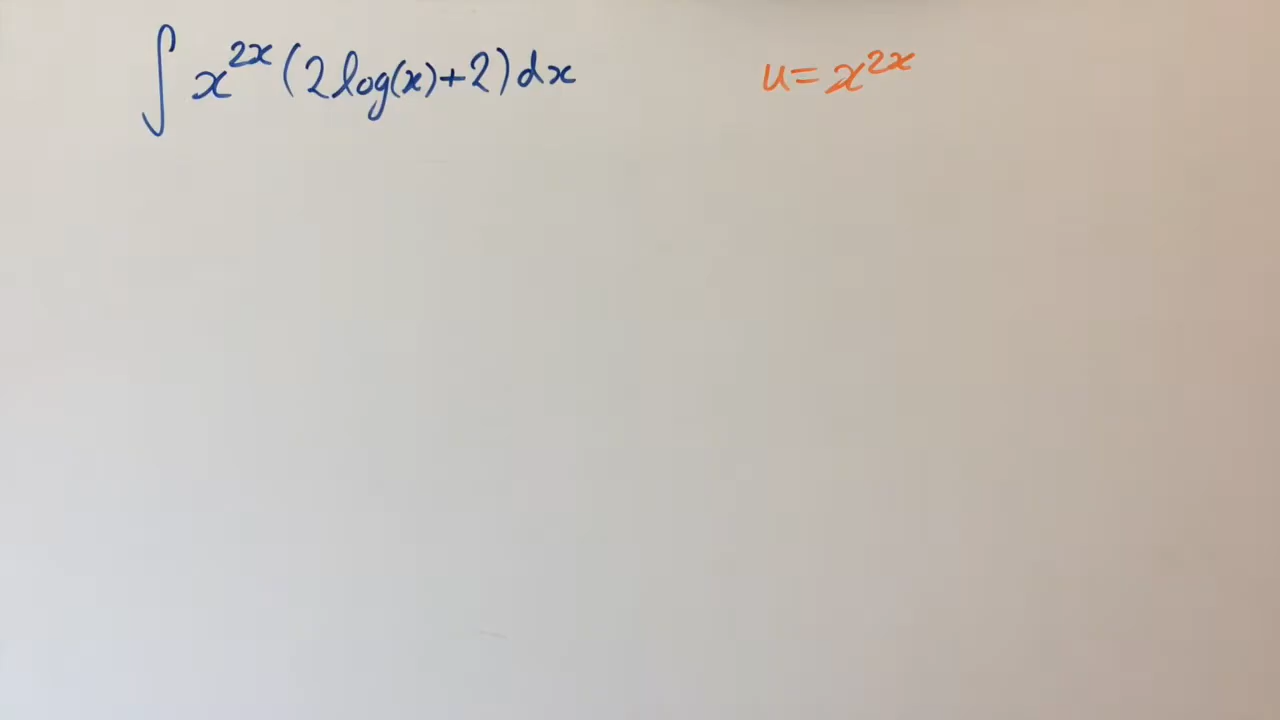 ∫ x^{2x} (2 log(x) + 2) dx
u = x^{2x}